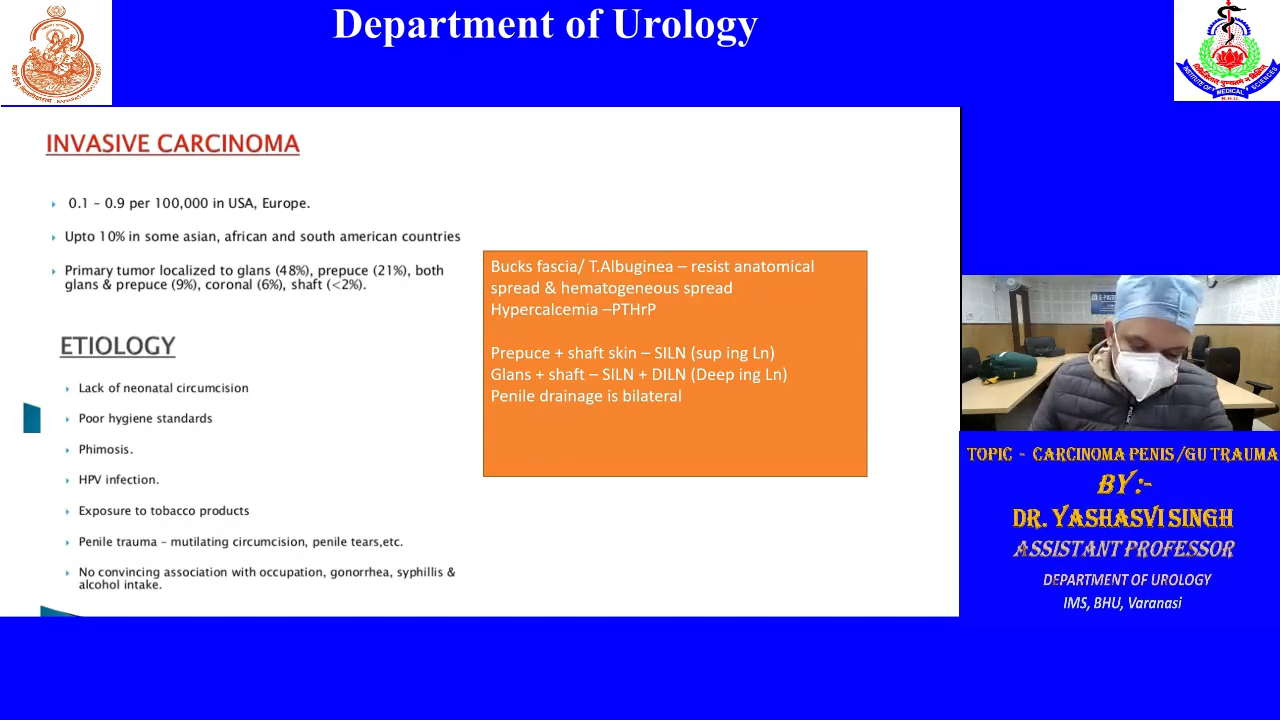 Department of Urology
INSTITUTE OF MEDICAL SCIENCES
B.H.U.
INVASIVE CARCINOMA
0.1 – 0.9 per 100,000 in USA, Europe.
Upto 10% in some asian, african and south american countries
Primary tumor localized to glans (48%), prepuce (21%), both
glans & prepuce (9%), coronal (6%), shaft (<2%).
ETIOLOGY
Lack of neonatal circumcision
Poor hygiene standards
Phimosis.
HPV infection.
Exposure to tobacco products
Penile trauma – mutilating circumcision, penile tears,etc.
No convincing association with occupation, gonorrhea, syphillis &
alcohol intake.
Bucks fascia/ T.Albuginea – resist anatomical
spread & hematogeneous spread
Hypercalcemia –PTHrP
Prepuce + shaft skin – SILN (sup ing Ln)
Glans + shaft – SILN + DILN (Deep ing Ln)
Penile drainage is bilateral
TOPIC - CARCINOMA PENIS /GU TRAUMA
BY :-
DR. YASHASVI SINGH
ASSISTANT PROFESSOR
DEPARTMENT OF UROLOGY
IMS, BHU, Varanasi